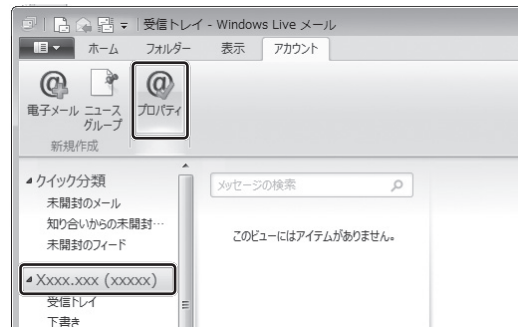 受信トレイ - Windows Live メール
ホーム フォルダー 表示 アカウント
電子メール ニュース グループ プロパティ
新規作成
クイック分類
未開封のメール
知り合いからの未開封…
未開封のフィード
メッセージの検索
このビューにはアイテムがありません。
Xxxx.xxx (xxxxx)
受信トレイ
下書き